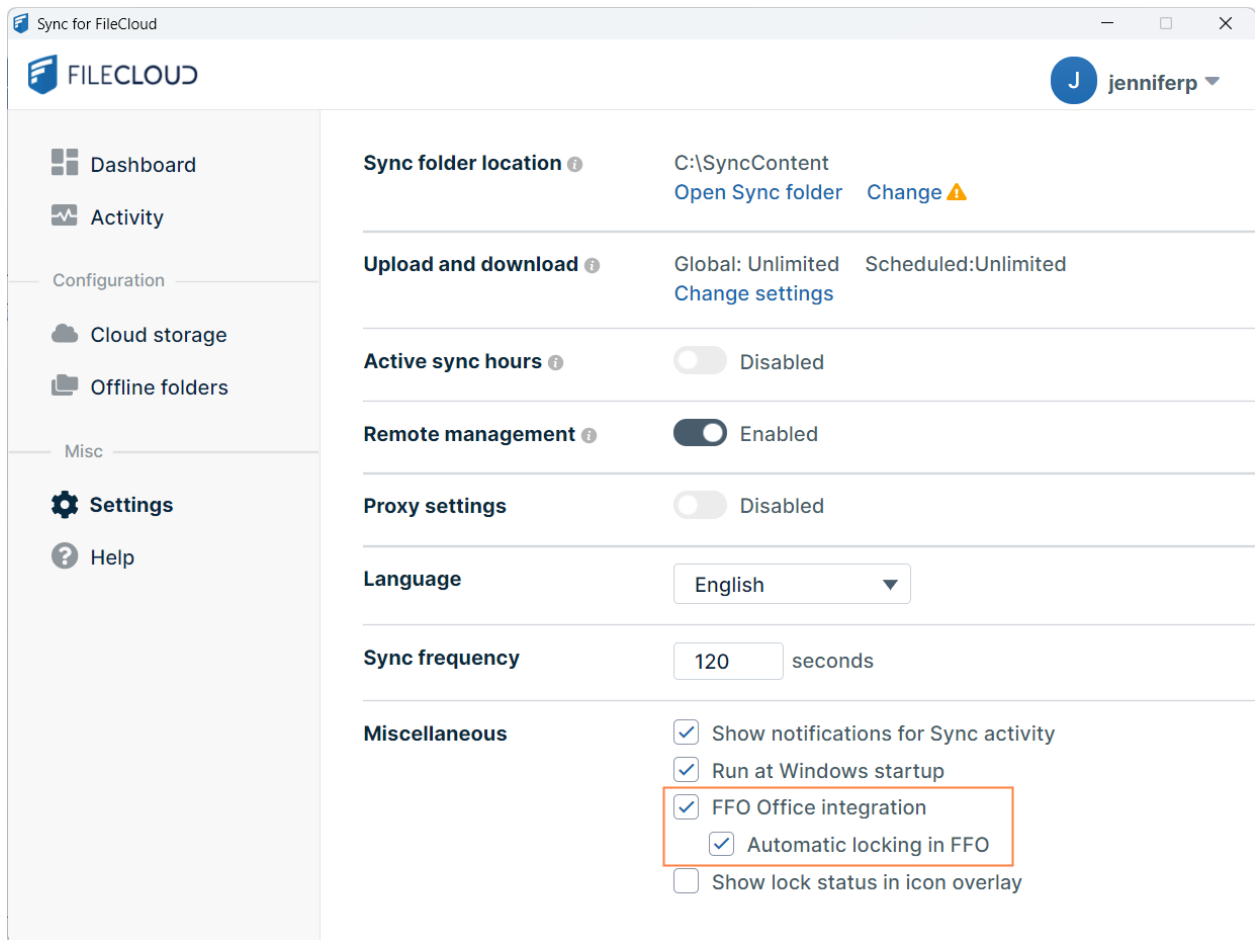 Sync for FileCloud
FILECLOUD
J
jenniferp
Dashboard
Activity
Configuration
Cloud storage
Offline folders
Misc
Settings
Help
Sync folder location
C:\SyncContent
Open Sync folder Change
Upload and download
Global: Unlimited Scheduled:Unlimited
Change settings
Active sync hours
Disabled
Remote management
Enabled
Proxy settings
Disabled
Language
English
Sync frequency
120 seconds
Miscellaneous
Show notifications for Sync activity
Run at Windows startup
FFO Office integration
Automatic locking in FFO
Show lock status in icon overlay